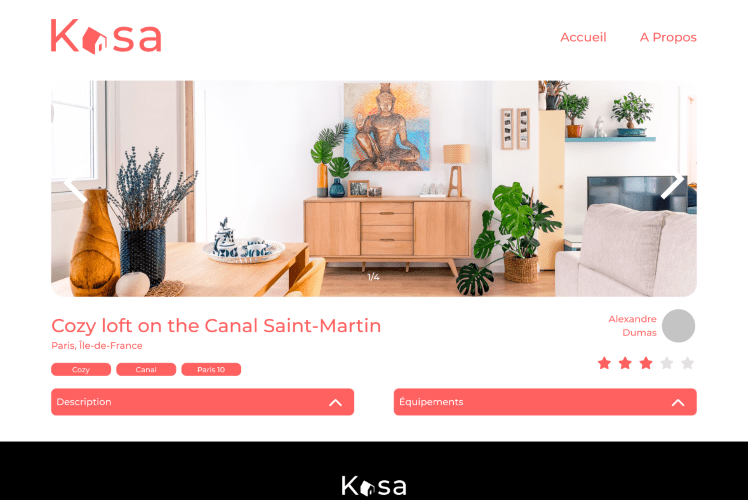 Kasa
Accueil
A Propos
1/4
Cozy loft on the Canal Saint-Martin
Paris, Île-de-France
Cozy
Canal
Paris 10
Alexandre
Dumas
Description
Équipements
Kasa